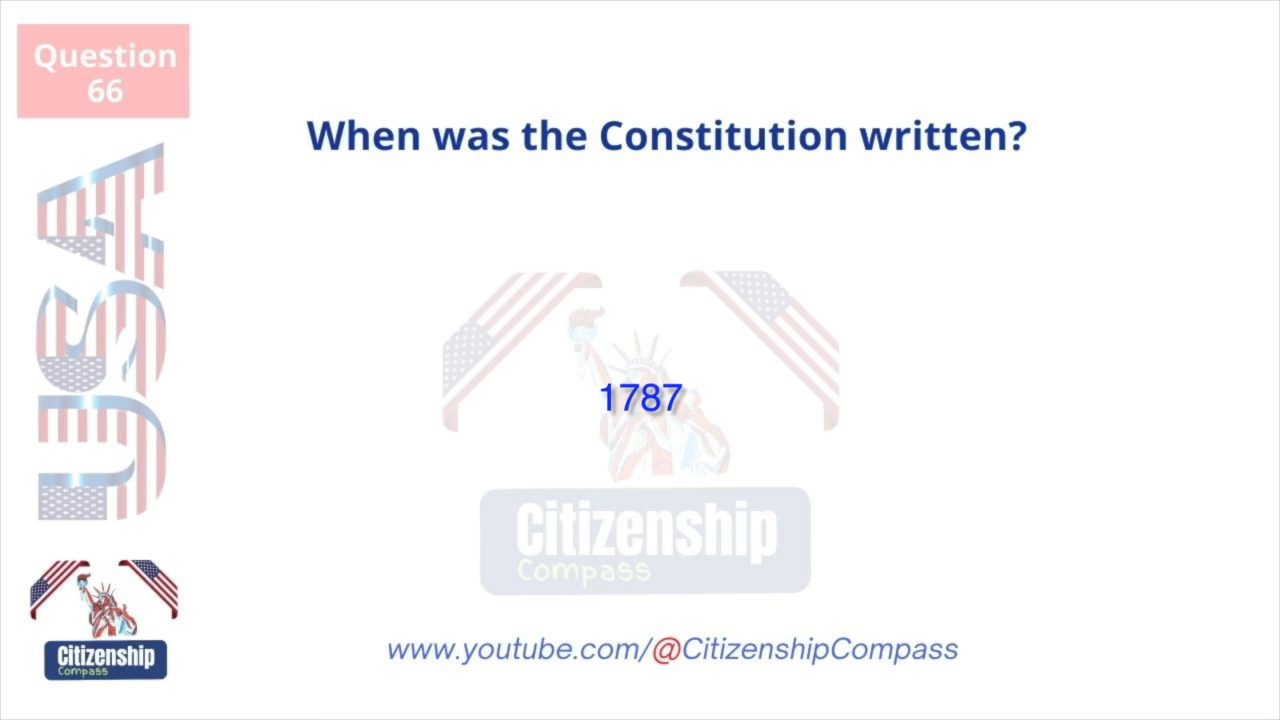 Question
66
USA
When was the Constitution written?
1787
Citizenship
Compass
www.youtube.com/@CitizenshipCompass
Citizenship
Compass